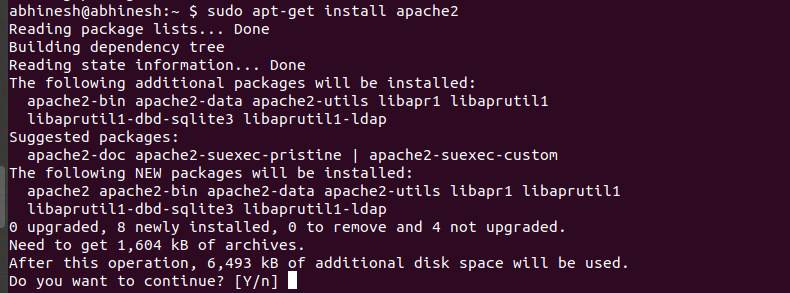 abhinesh@abhinesh:~ $ sudo apt-get install apache2
Reading package lists... Done
Building dependency tree
Reading state information... Done
The following additional packages will be installed:
  apache2-bin apache2-data apache2-utils libapr1 libaprutil1
  libaprutil1-dbd-sqlite3 libaprutil1-ldap
Suggested packages:
  apache2-doc apache2-suexec-pristine | apache2-suexec-custom
The following NEW packages will be installed:
  apache2 apache2-bin apache2-data apache2-utils libapr1 libaprutil1
  libaprutil1-dbd-sqlite3 libaprutil1-ldap
0 upgraded, 8 newly installed, 0 to remove and 4 not upgraded.
Need to get 1,604 kB of archives.
After this operation, 6,493 kB of additional disk space will be used.
Do you want to continue? [Y/n]